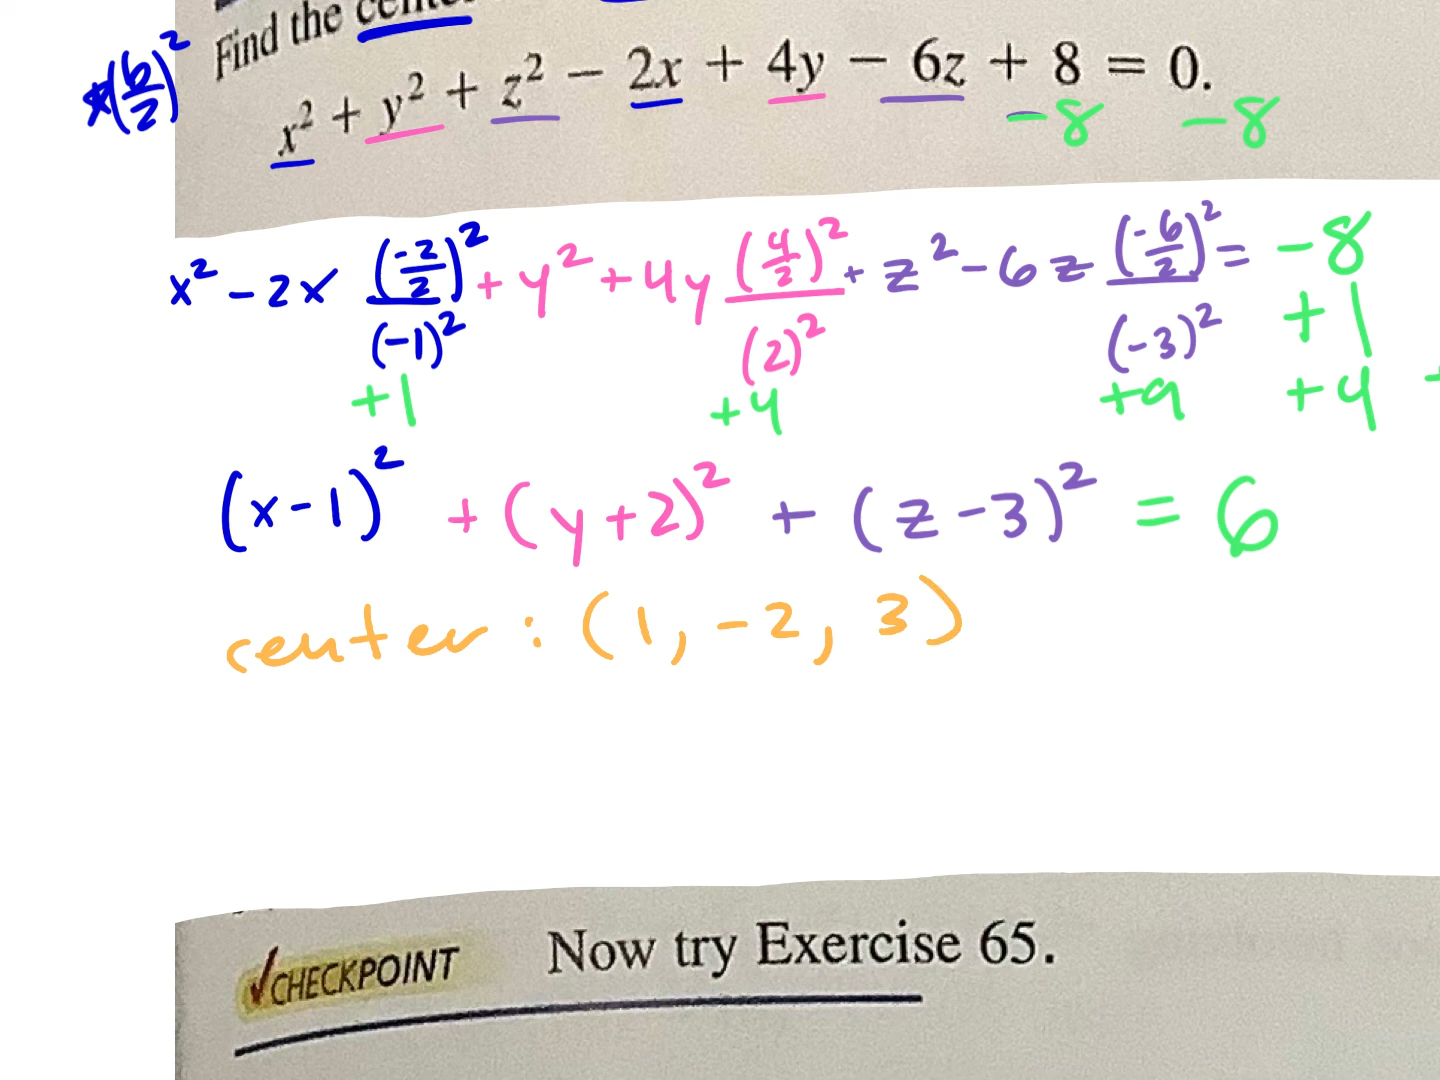 Find the center
*(b/2)²
x² + y² + z² − 2x + 4y − 6z + 8 = 0.
−8 −8
x² − 2x (-2/2)² + y² + 4y (4/2)² + z² − 6z (-6/2)² = −8
(−1)² (2)² (−3)² +1
+1 +4 +9 +4 +
(x−1)² + (y+2)² + (z−3)² = 6
center : (1, −2, 3)
✓CHECKPOINT Now try Exercise 65.